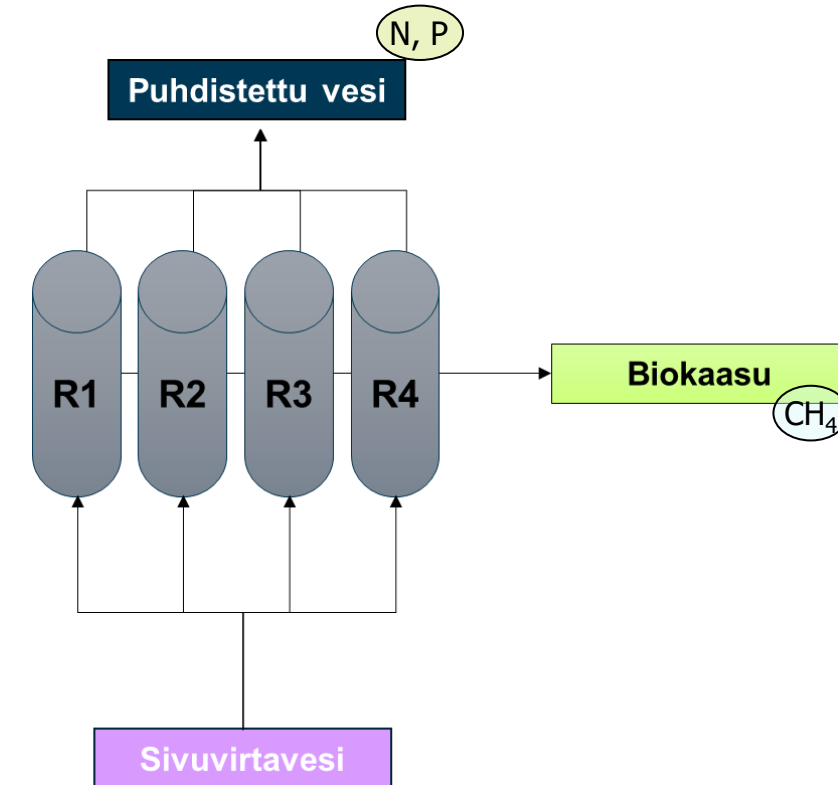 N, P
Puhdistettu vesi
R1 R2 R3 R4
Biokaasu
CH₄
Sivuvirtavesi